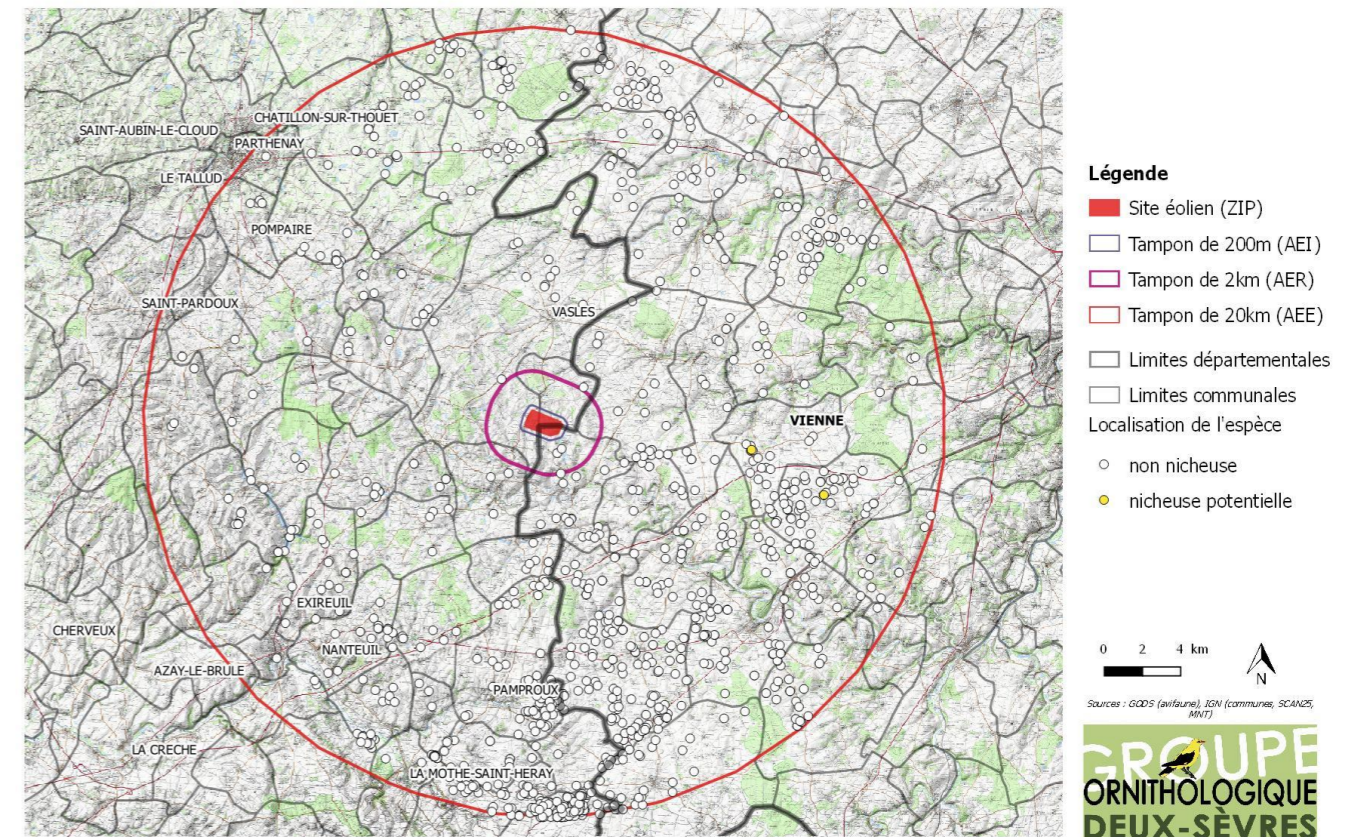 CHATILLON-SUR-THOUET
SAINT-AUBIN-LE-CLOUD
PARTHENAY
LE TALLUD
POMPAIRE
SAINT-PARDOUX
VASLES
VIENNE
EXIREUIL
CHERVEUX
NANTEUIL
AZAY-LE-BRULE
PAMPROUX
LA CRECHE
LA MOTHE-SAINT-HERAY
Légende
Site éolien (ZIP)
Tampon de 200m (AEI)
Tampon de 2km (AER)
Tampon de 20km (AEE)
Limites départementales
Limites communales
Localisation de l'espèce
non nicheuse
nicheuse potentielle
0 2 4 km
N
Sources : GODS (avifaune), IGN (communes, SCAN25,
MNT)
GROUPE
ORNITHOLOGIQUE
DEUX-SÈVRES